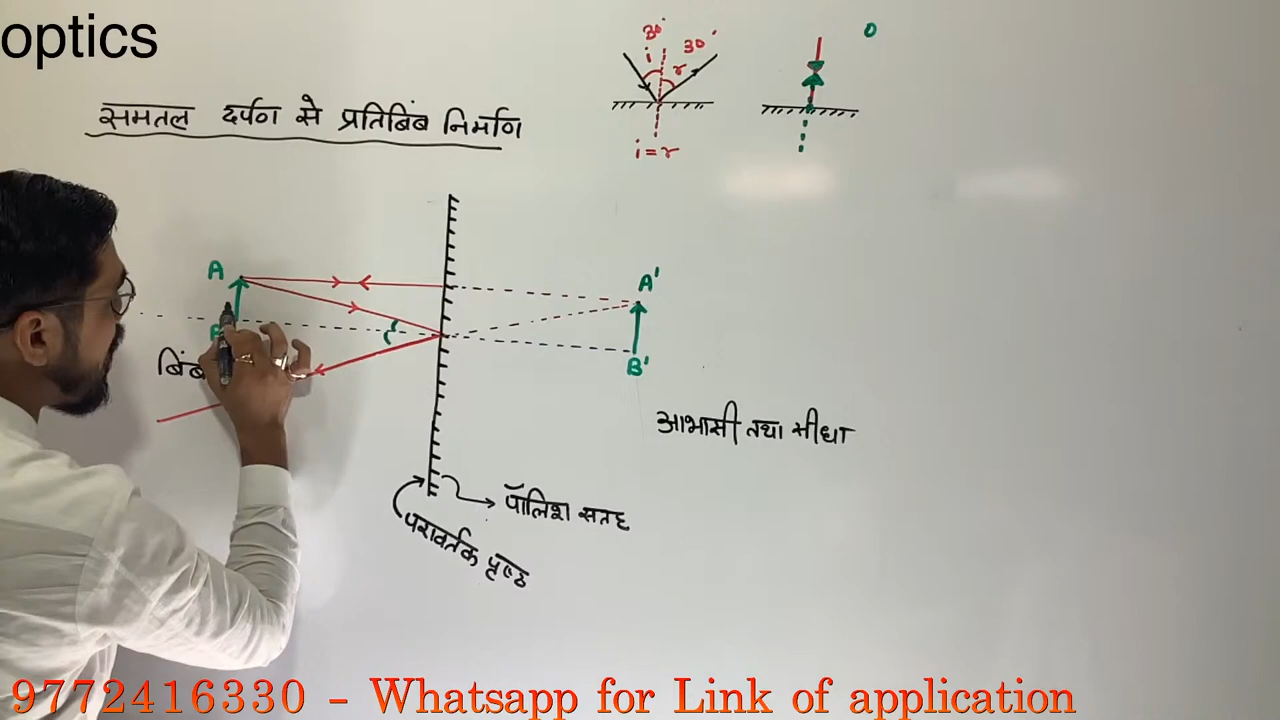 optics
30°
30°
i
r
i = r
0
समतल दर्पण से प्रतिबिंब निर्माण
A
A'
B'
आभासी तथा सीधा
पॉलिश सतह
परावर्तक पृष्ठ
9772416330 - Whatsapp for Link of application